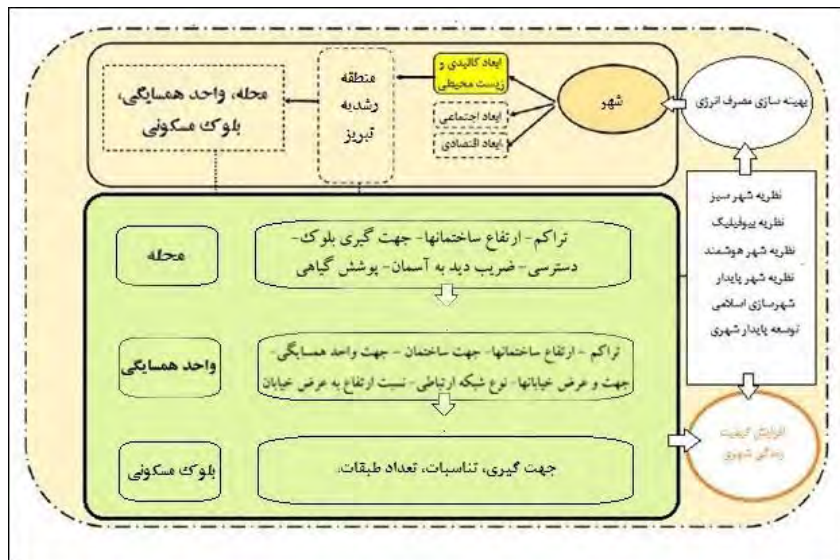 بهینه سازی مصرف انرژی
شهر
ابعاد کالبدی و
زیست محیطی
ابعاد اجتماعی
ابعاد اقتصادی
منطقه
رشدیه
تبریز
محله، واحد همسایگی،
بلوک مسکونی
نظریه شهر سبز
نظریه بیوفیلیک
نظریه شهر هوشمند
نظریه شهر پایدار
شهرسازی اسلامی
توسعه پایدار شهری
محله
تراکم- ارتفاع ساختمانها- جهت گیری بلوک-
دسترسی- ضریب دید به آسمان- پوشش گیاهی
واحد همسایگی
تراکم - ارتفاع ساختمانها- جهت ساختمان - جهت واحد همسایگی-
جهت و عرض خیابانها- نوع شبکه ارتباطی- نسبت ارتفاع به عرض خیابان
بلوک مسکونی
جهت گیری، تناسبات، تعداد طبقات،
افزایش کیفیت
زندگی شهری